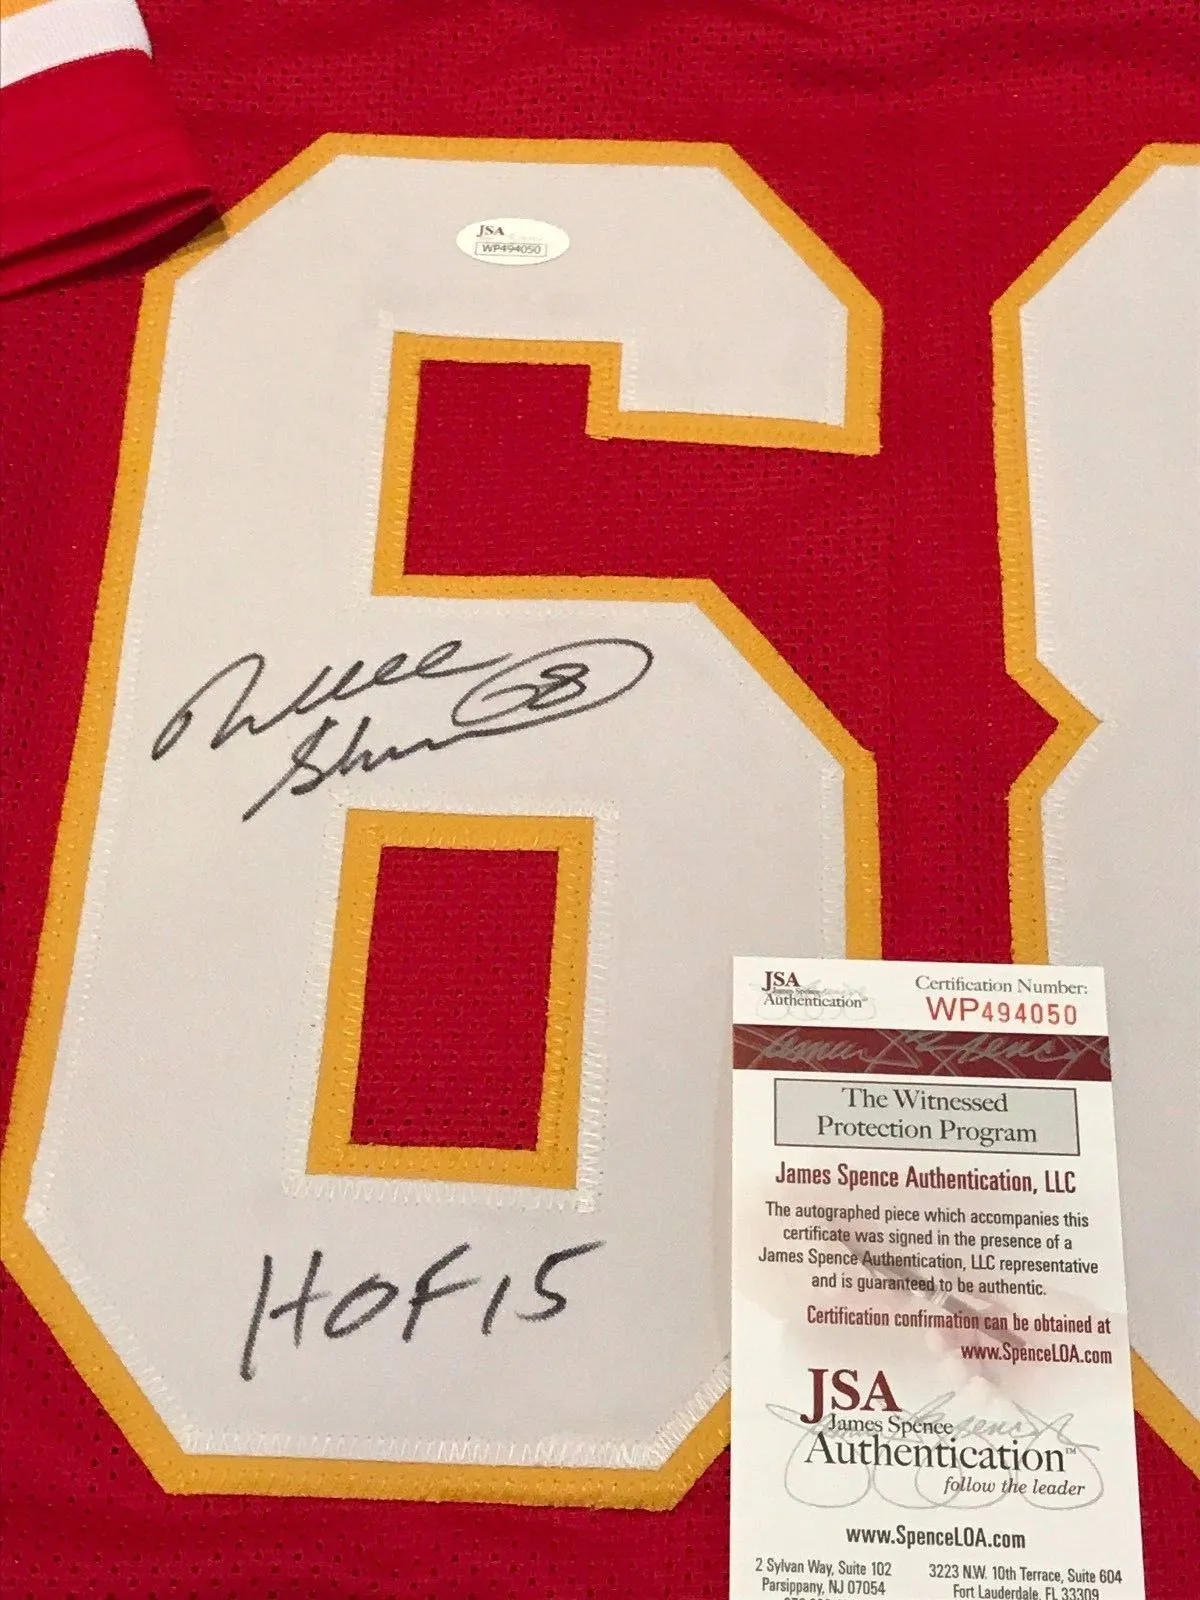 JSA
WP494050
Will
Shields 68
HOF 15
JSA
James Spence
Authentication
Certification Number:
WP494050
The Witnessed
Protection Program
James Spence Authentication, LLC
The autographed piece which accompanies this
certificate was signed in the presence of a
James Spence Authentication, LLC representative
and is guaranteed to be authentic.
Certification confirmation can be obtained at
www.SpenceLOA.com
JSA
James Spence
Authentication™
follow the leader
www.SpenceLOA.com
2 Sylvan Way, Suite 102
Parsippany, NJ 07054
3223 N.W. 10th Terrace, Suite 604
Fort Lauderdale, FL 33309